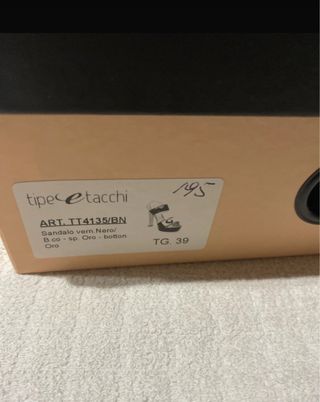 tipe e tacchi
195
ART. TT4135/BN
Sandalo vern.Nero/
B.co - sp. Oro - botton
Oro
TG. 39